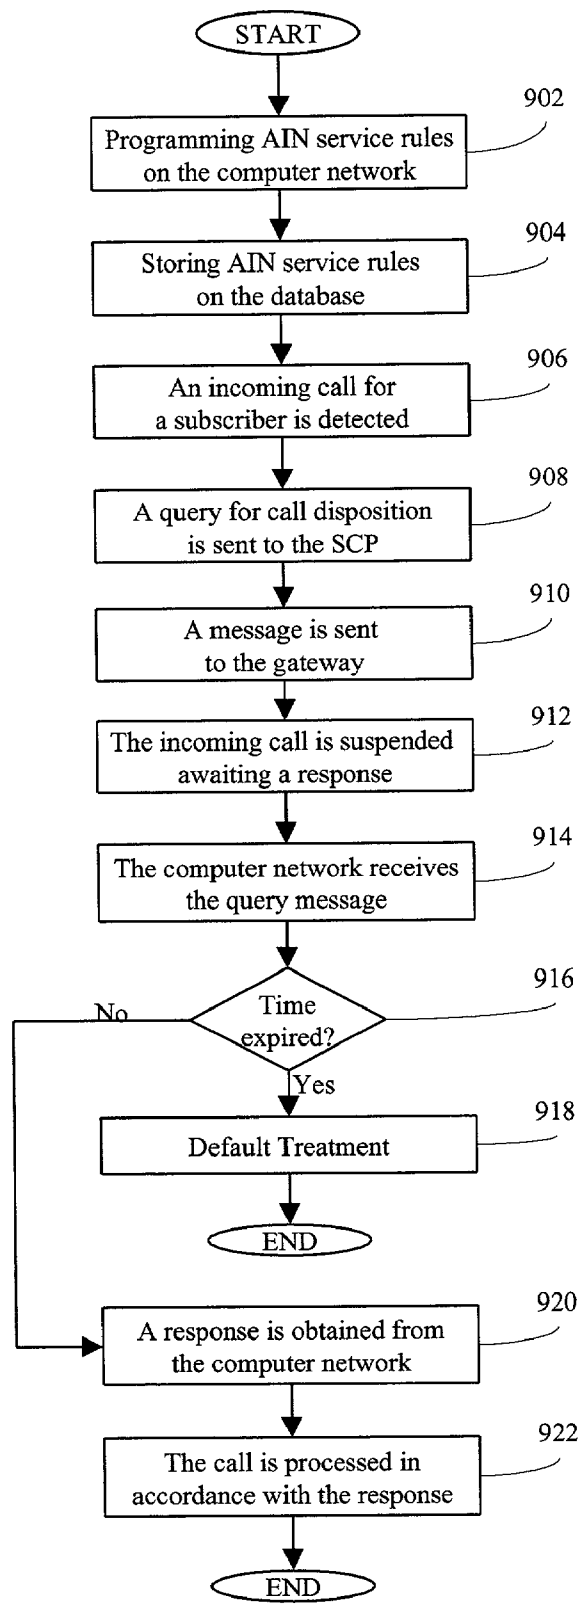 START
902
Programming AIN service rules
on the computer network
904
Storing AIN service rules
on the database
906
An incoming call for
a subscriber is detected
908
A query for call disposition
is sent to the SCP
910
A message is sent
to the gateway
912
The incoming call is suspended
awaiting a response
914
The computer network receives
the query message
916
No
Time
expired?
Yes
918
Default Treatment
END
920
A response is obtained from
the computer network
922
The call is processed in
accordance with the response
END